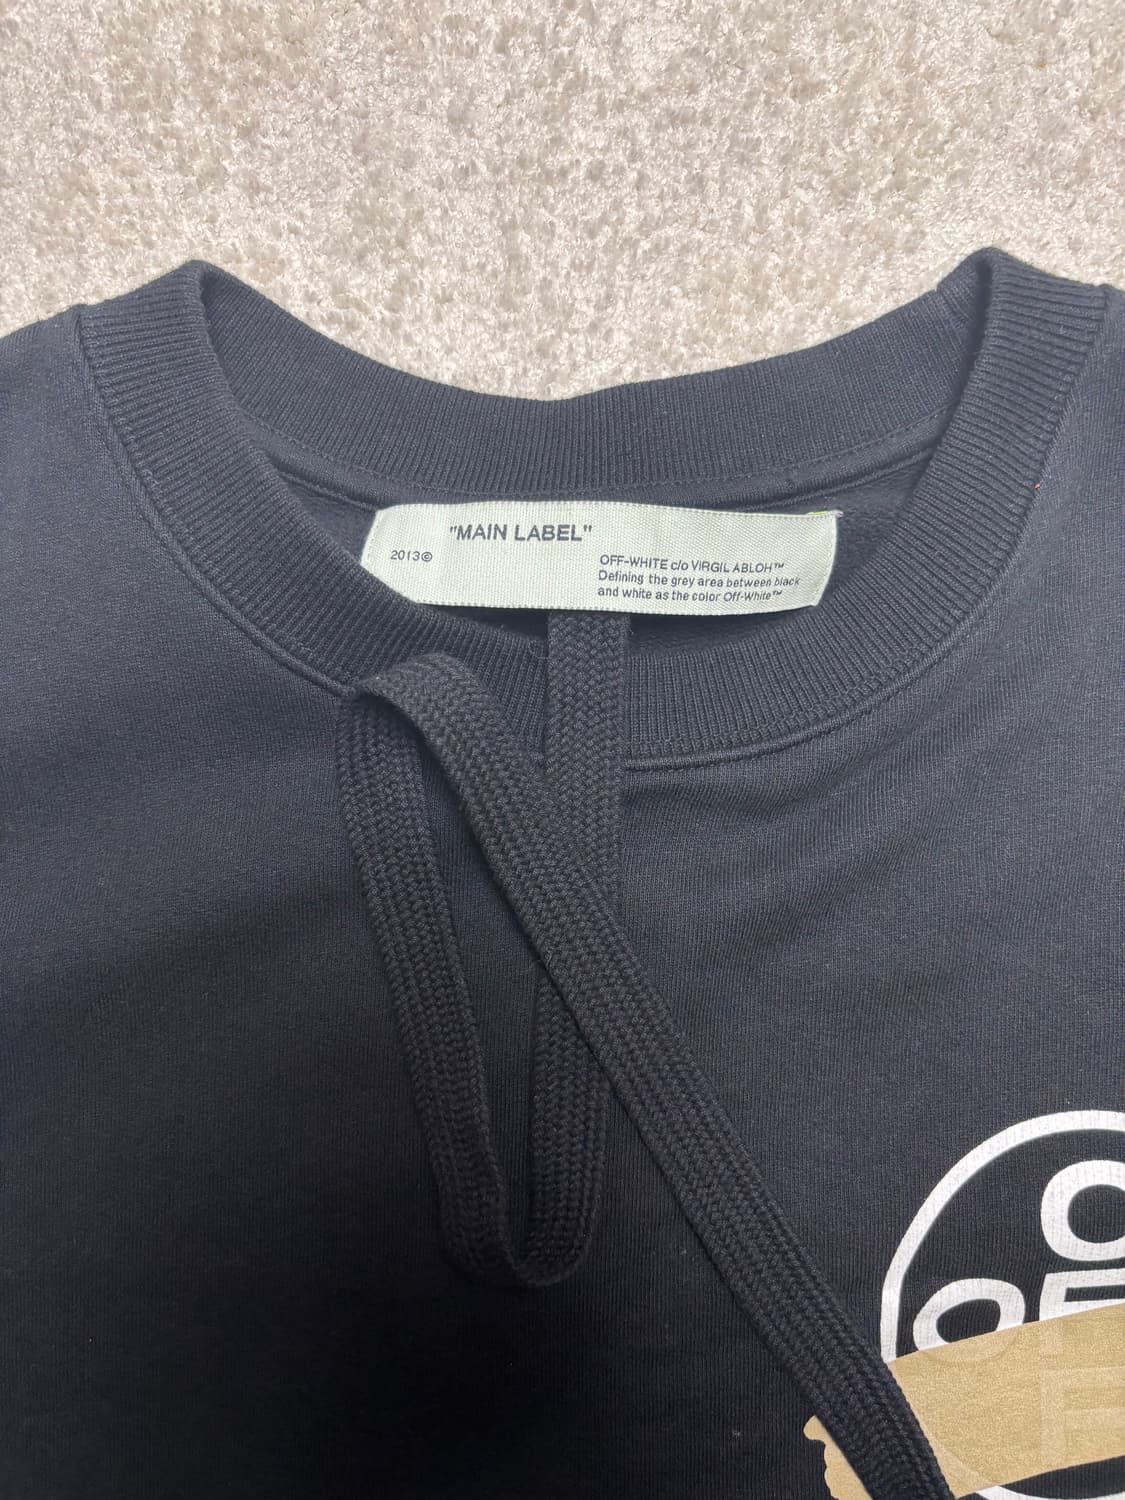 "MAIN LABEL"
2013©
OFF-WHITE c/o VIRGIL ABLOH™
Defining the grey area between black
and white as the color Off-White™
O
OF